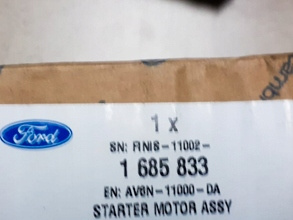 Ford
1 x
SN: FINIS-11002-
1 685 833
EN: AV6N-11000-DA
STARTER MOTOR ASSY